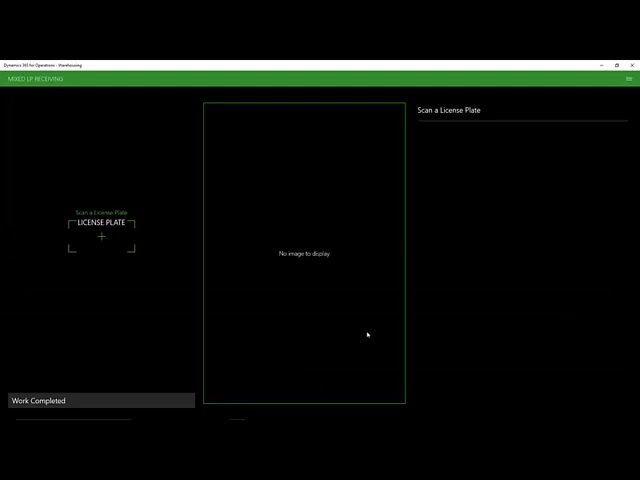 Dynamics 365 for Operations - Warehousing
MIXED LP RECEIVING
Scan a License Plate
Scan a License Plate
LICENSE PLATE
No image to display
Work Completed